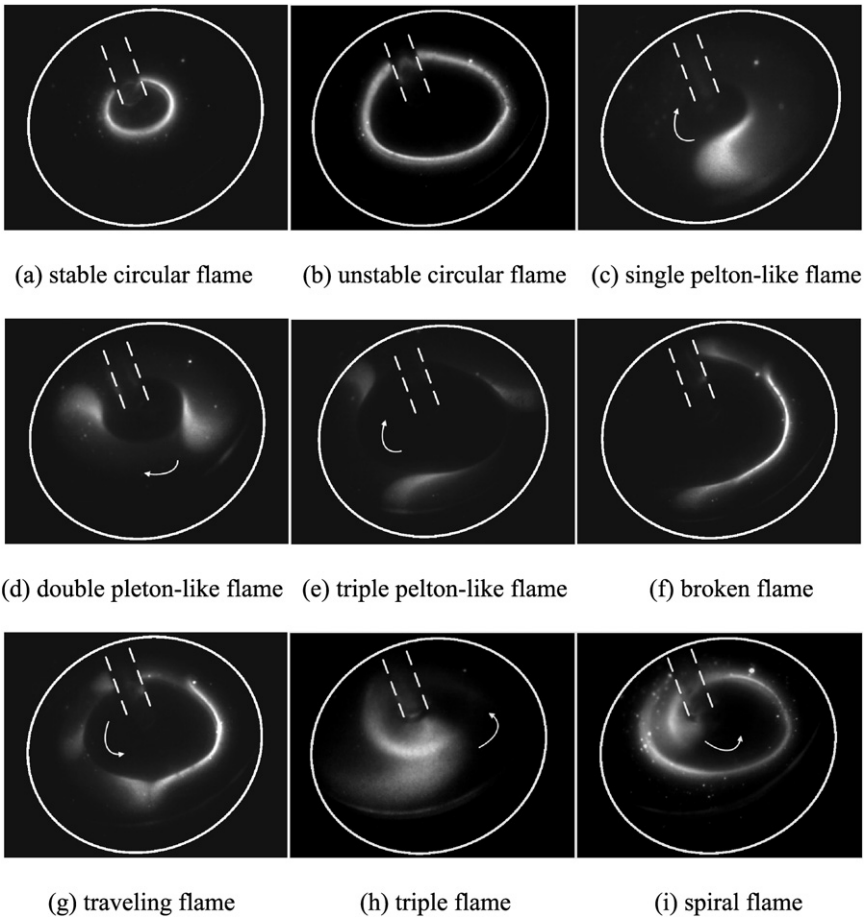 (a) stable circular flame
(b) unstable circular flame
(c) single pelton-like flame
(d) double pleton-like flame
(e) triple pelton-like flame
(f) broken flame
(g) traveling flame
(h) triple flame
(i) spiral flame